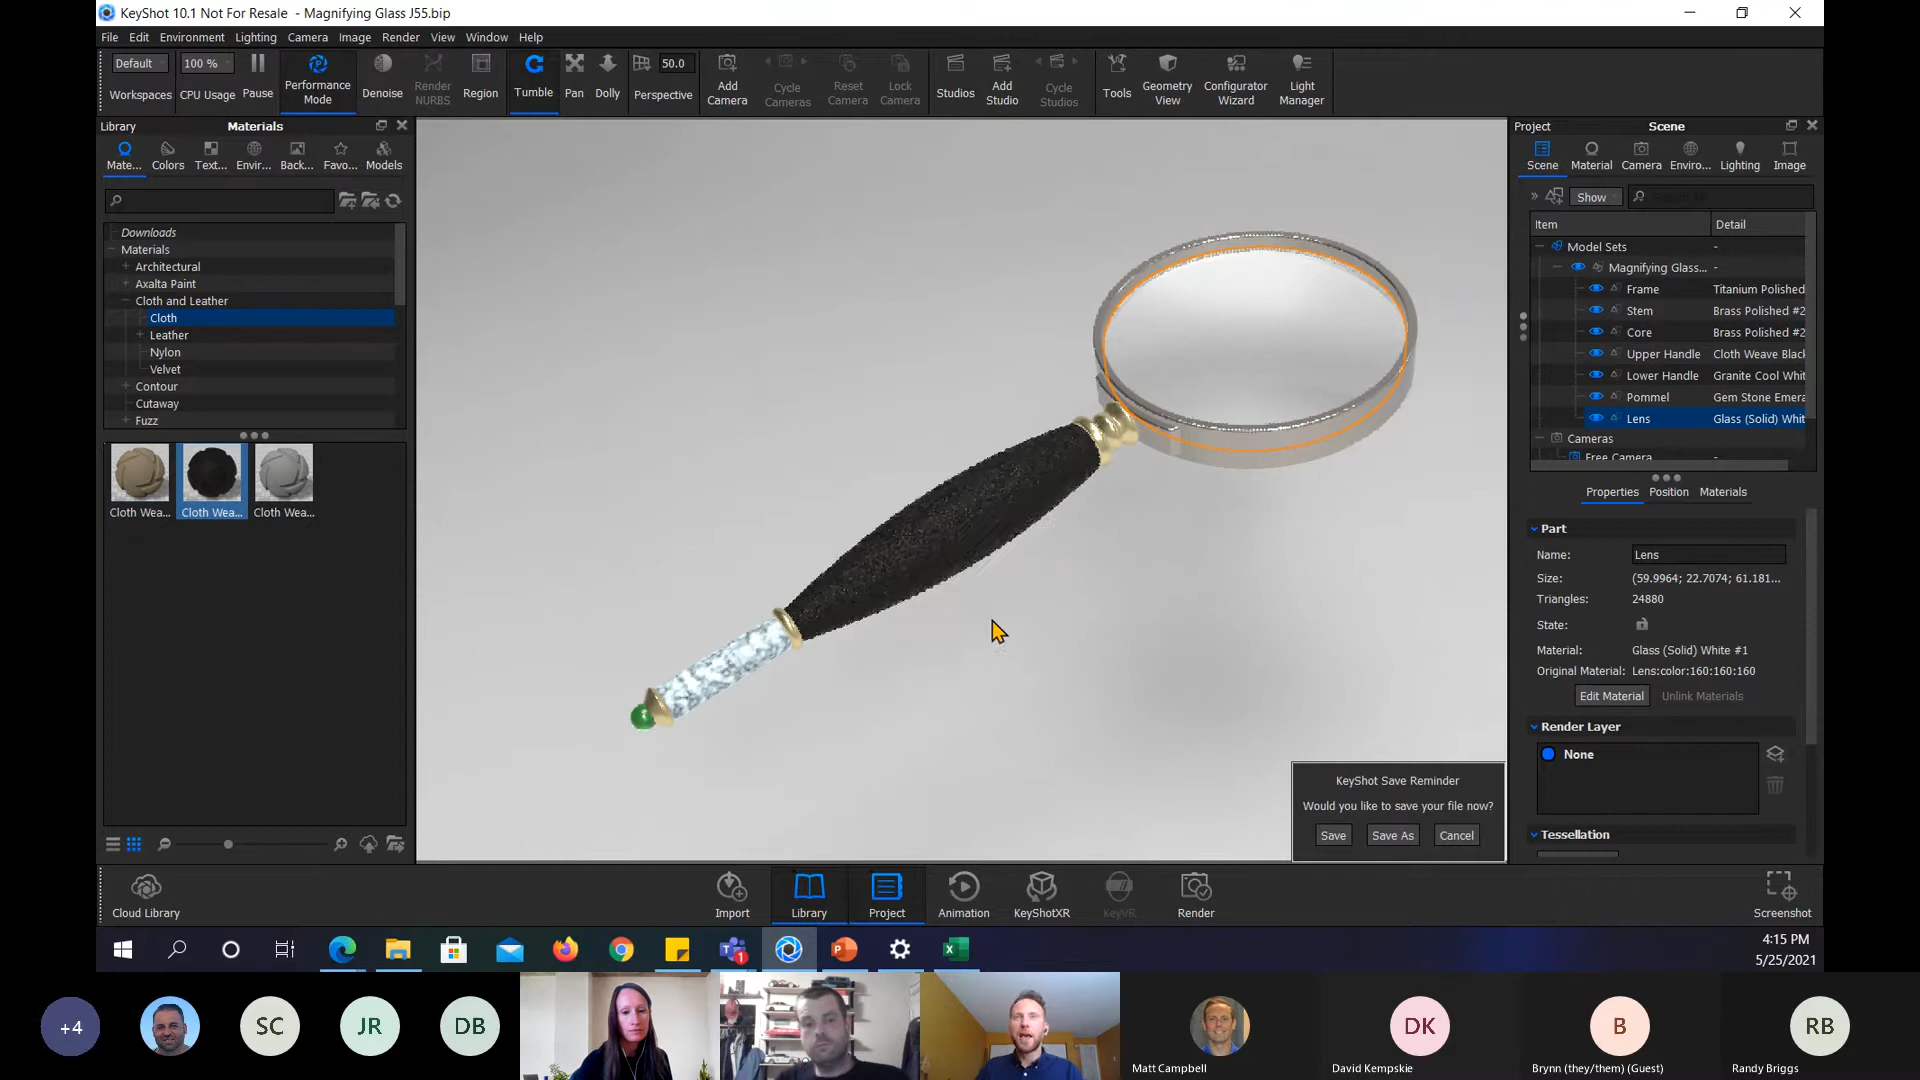 KeyShot 10.1 Not For Resale - Magnifying Glass J55.bip
File Edit Environment Lighting Camera Image Render View Window Help
Default 100 % 50.0
Workspaces CPU Usage Pause Performance Mode Denoise Render NURBS Region Tumble Pan Dolly Perspective Add Camera Cycle Cameras Reset Camera Lock Camera Studios Add Studio Cycle Studios Tools Geometry View Configurator Wizard Light Manager
Library Materials
Mate... Colors Text... Envir... Back... Favo... Models
Downloads
Materials
Architectural
Axalta Paint
Cloth and Leather
Cloth
Leather
Nylon
Velvet
Contour
Cutaway
Fuzz
Cloth Wea... Cloth Wea... Cloth Wea...
Project Scene
Scene Material Camera Enviro... Lighting Image
Show
Item Detail
Model Sets -
Magnifying Glass... -
Frame Titanium Polished
Stem Brass Polished #2
Core Brass Polished #2
Upper Handle Cloth Weave Black
Lower Handle Granite Cool Whit
Pommel Gem Stone Emera
Lens Glass (Solid) Whit
Cameras
Free Camera -
Properties Position Materials
Part
Name: Lens
Size: (59.9964; 22.7074; 61.181...
Triangles: 24880
State:
Material: Glass (Solid) White #1
Original Material: Lens:color:160:160:160
Edit Material Unlink Materials
Render Layer
None
Tessellation
KeyShot Save Reminder
Would you like to save your file now?
Save Save As Cancel
Cloud Library Import Library Project Animation KeyShotXR KeyVR Render Screenshot
1
4:15 PM
5/25/2021
+4 SC JR DB DK B RB
Matt Campbell David Kempskie Brynn (they/them) (Guest) Randy Briggs